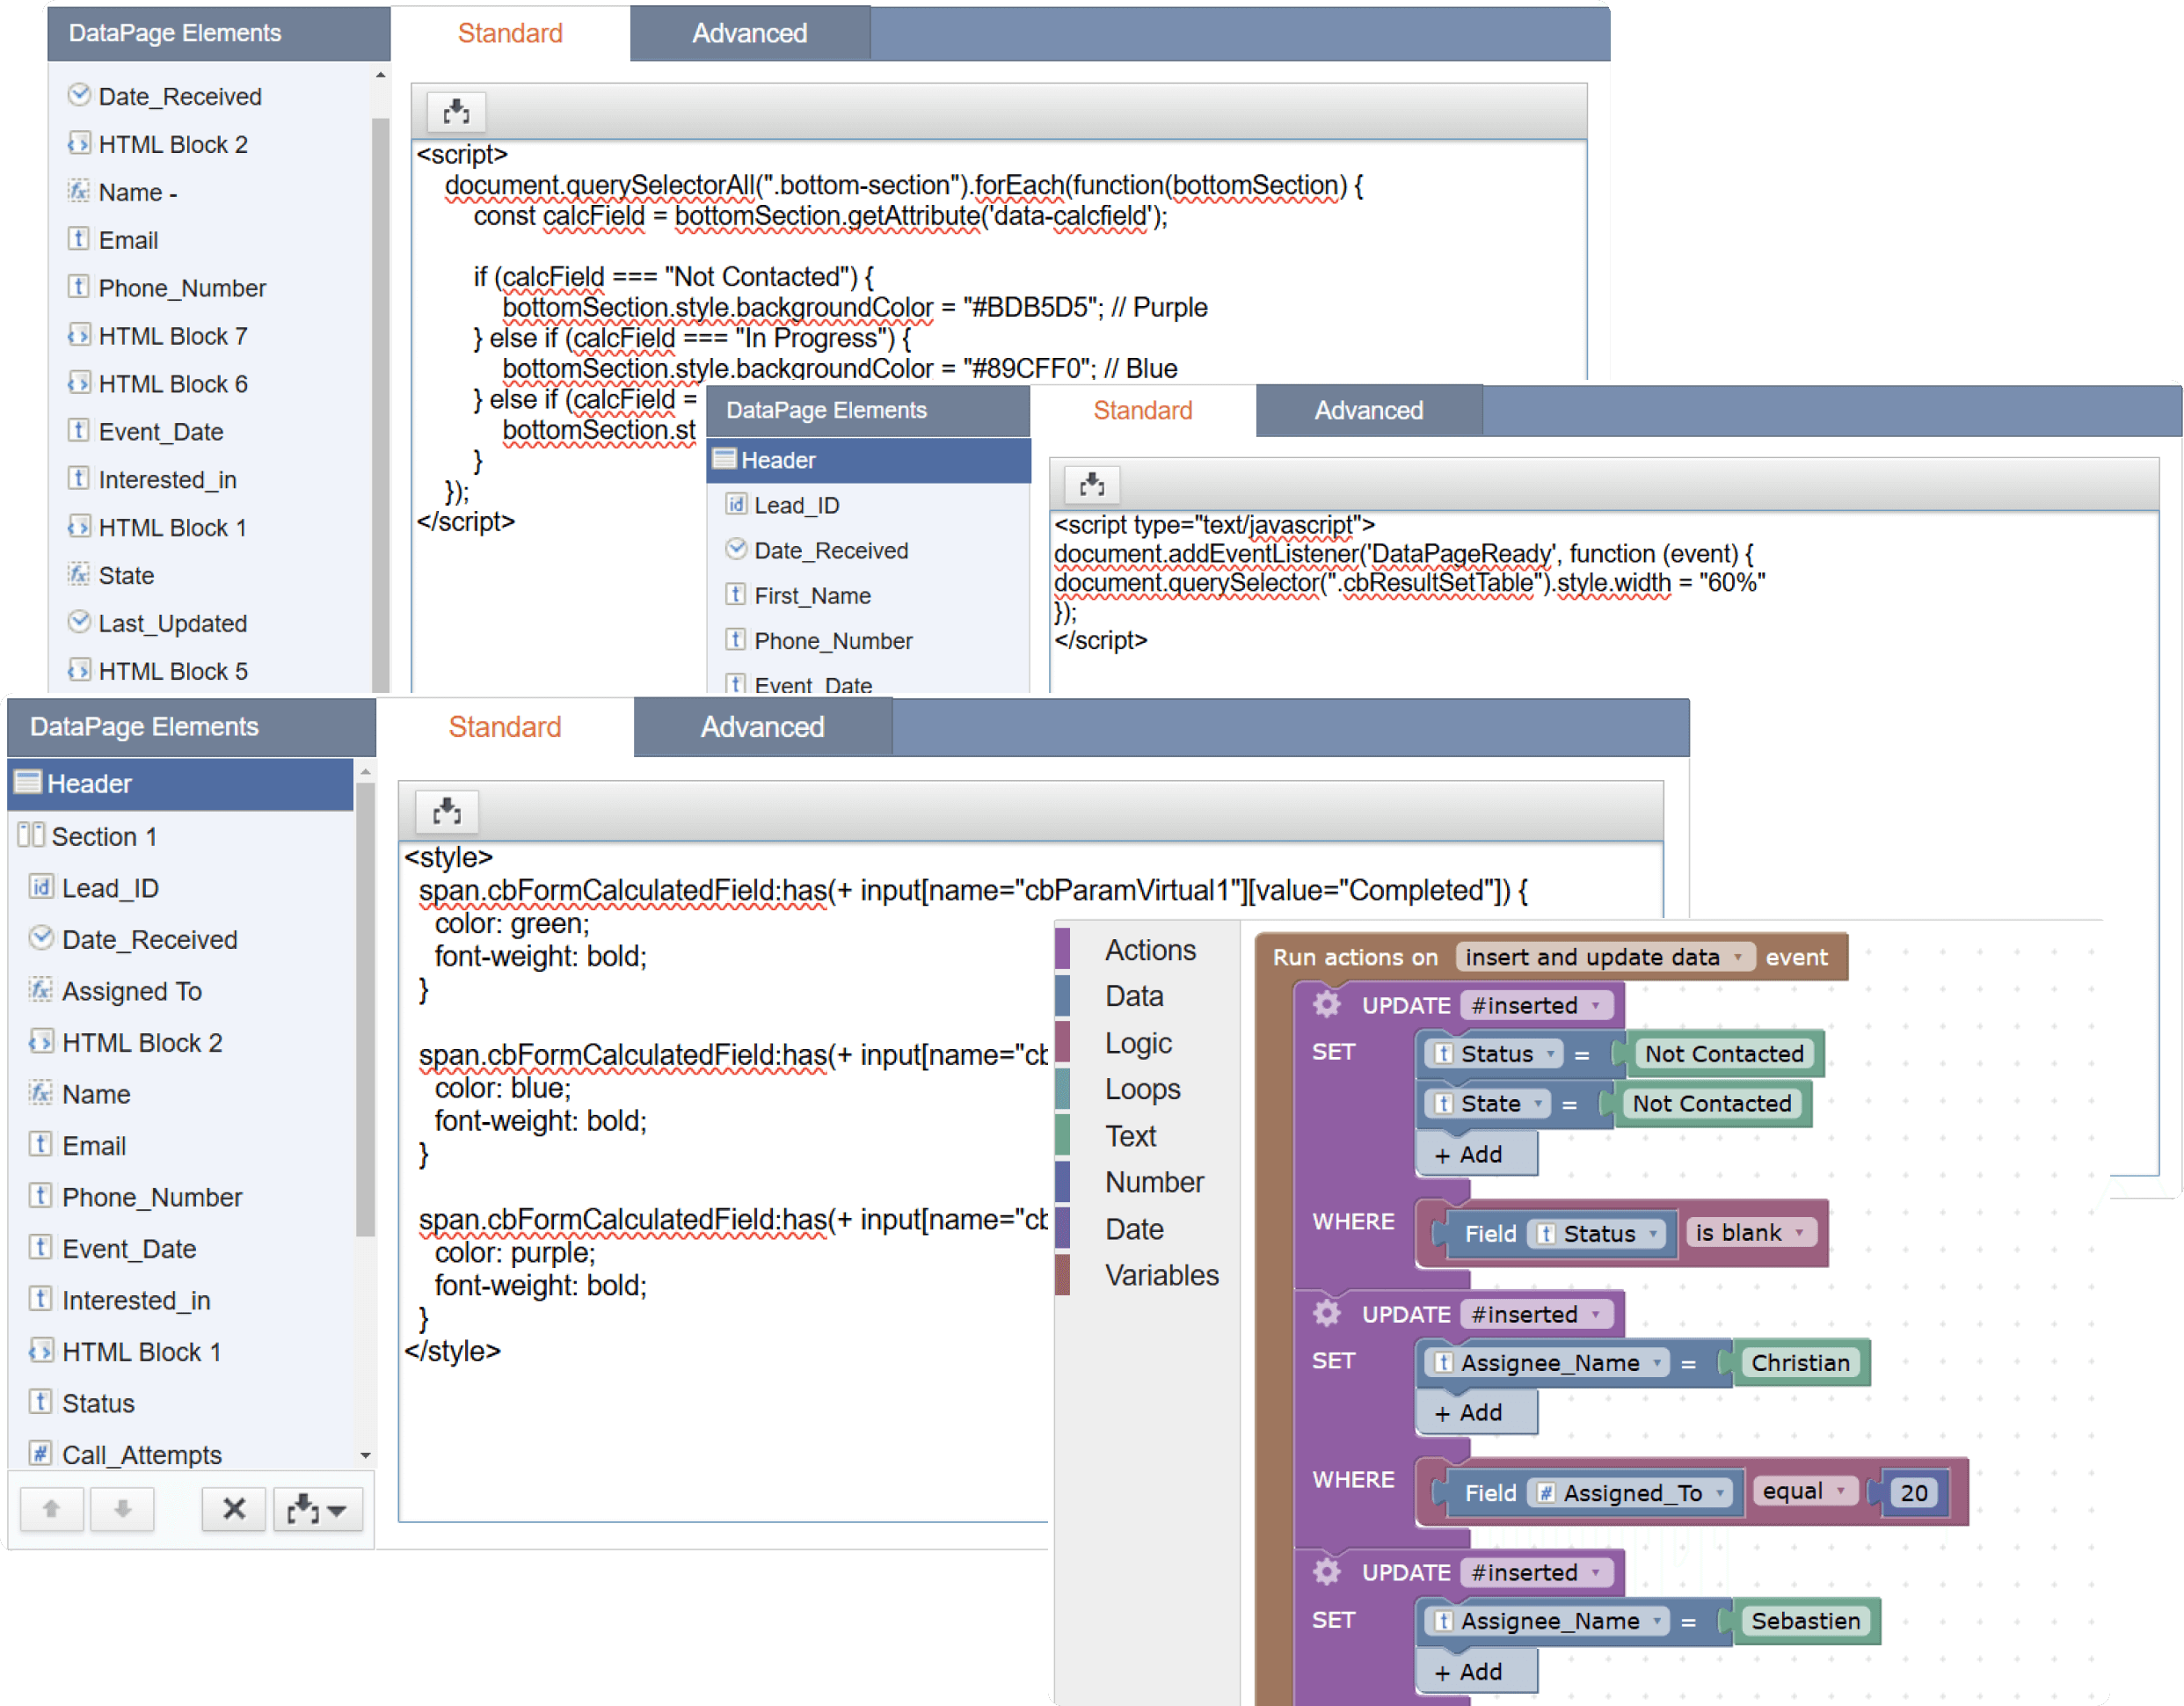 DataPage Elements
Standard
Advanced
Date_Received
HTML Block 2
Name -
Email
Phone_Number
HTML Block 7
HTML Block 6
Event_Date
Interested_in
HTML Block 1
State
Last_Updated
HTML Block 5
<script>
document.querySelectorAll(".bottom-section").forEach(function(bottomSection) {
const calcField = bottomSection.getAttribute('data-calcfield');
if (calcField === "Not Contacted") {
bottomSection.style.backgroundColor = "#BDB5D5"; // Purple
} else if (calcField === "In Progress") {
bottomSection.style.backgroundColor = "#89CFF0"; // Blue
} else if (calcField =
bottomSection.st
}
});
</script>
DataPage Elements
Standard
Advanced
Header
Lead_ID
Date_Received
First_Name
Phone_Number
Event_Date
<script type="text/javascript">
document.addEventListener('DataPageReady', function (event) {
document.querySelector(".cbResultSetTable").style.width = "60%"
});
</script>
DataPage Elements
Standard
Advanced
Header
Section 1
Lead_ID
Date_Received
Assigned To
HTML Block 2
Name
Email
Phone_Number
Event_Date
Interested_in
HTML Block 1
Status
Call_Attempts
<style>
span.cbFormCalculatedField:has(+ input[name="cbParamVirtual1"][value="Completed"]) {
color: green;
font-weight: bold;
}
span.cbFormCalculatedField:has(+ input[name="cb
color: blue;
font-weight: bold;
}
span.cbFormCalculatedField:has(+ input[name="cb
color: purple;
font-weight: bold;
}
</style>
Actions
Data
Logic
Loops
Text
Number
Date
Variables
Run actions on insert and update data event
UPDATE #inserted
SET Status = Not Contacted
State = Not Contacted
+ Add
WHERE Field Status is blank
UPDATE #inserted
SET Assignee_Name = Christian
+ Add
WHERE Field # Assigned_To equal 20
UPDATE #inserted
SET Assignee_Name = Sebastien
+ Add